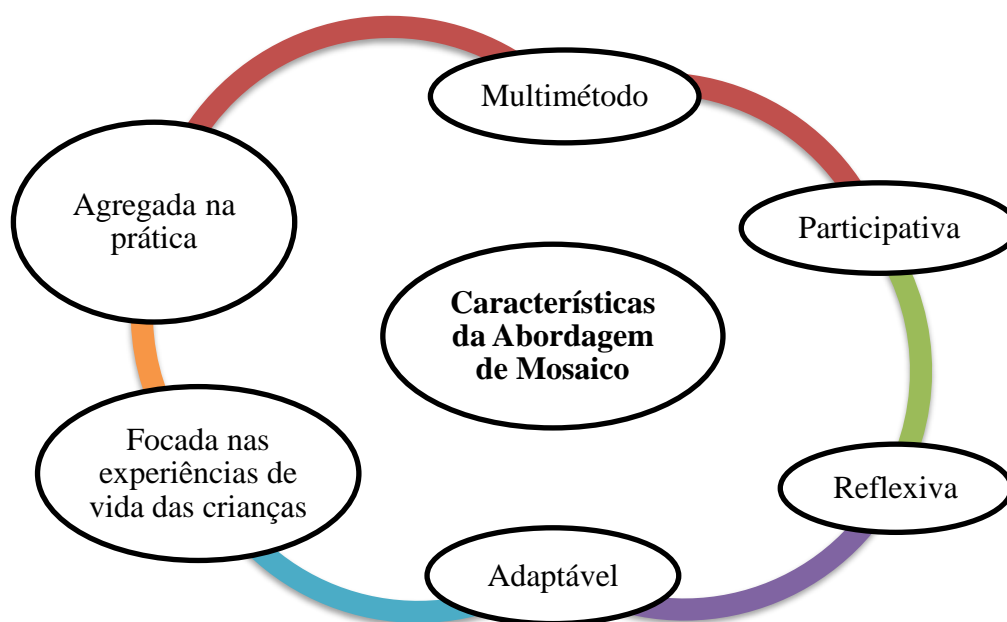 Multimétodo
Participativa
Reflexiva
Adaptável
Focada nas
experiências de
vida das crianças
Agregada na
prática
Características
da Abordagem
de Mosaico